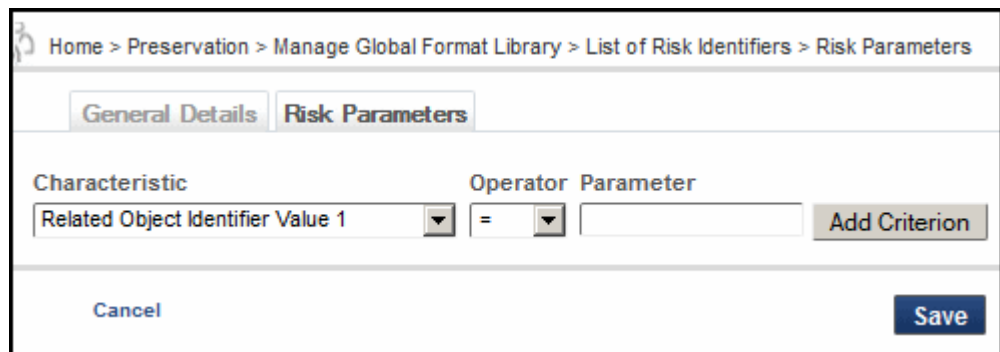 Home > Preservation > Manage Global Format Library > List of Risk Identifiers > Risk Parameters
General Details Risk Parameters
Characteristic Operator Parameter
Related Object Identifier Value 1 = Add Criterion
Cancel Save